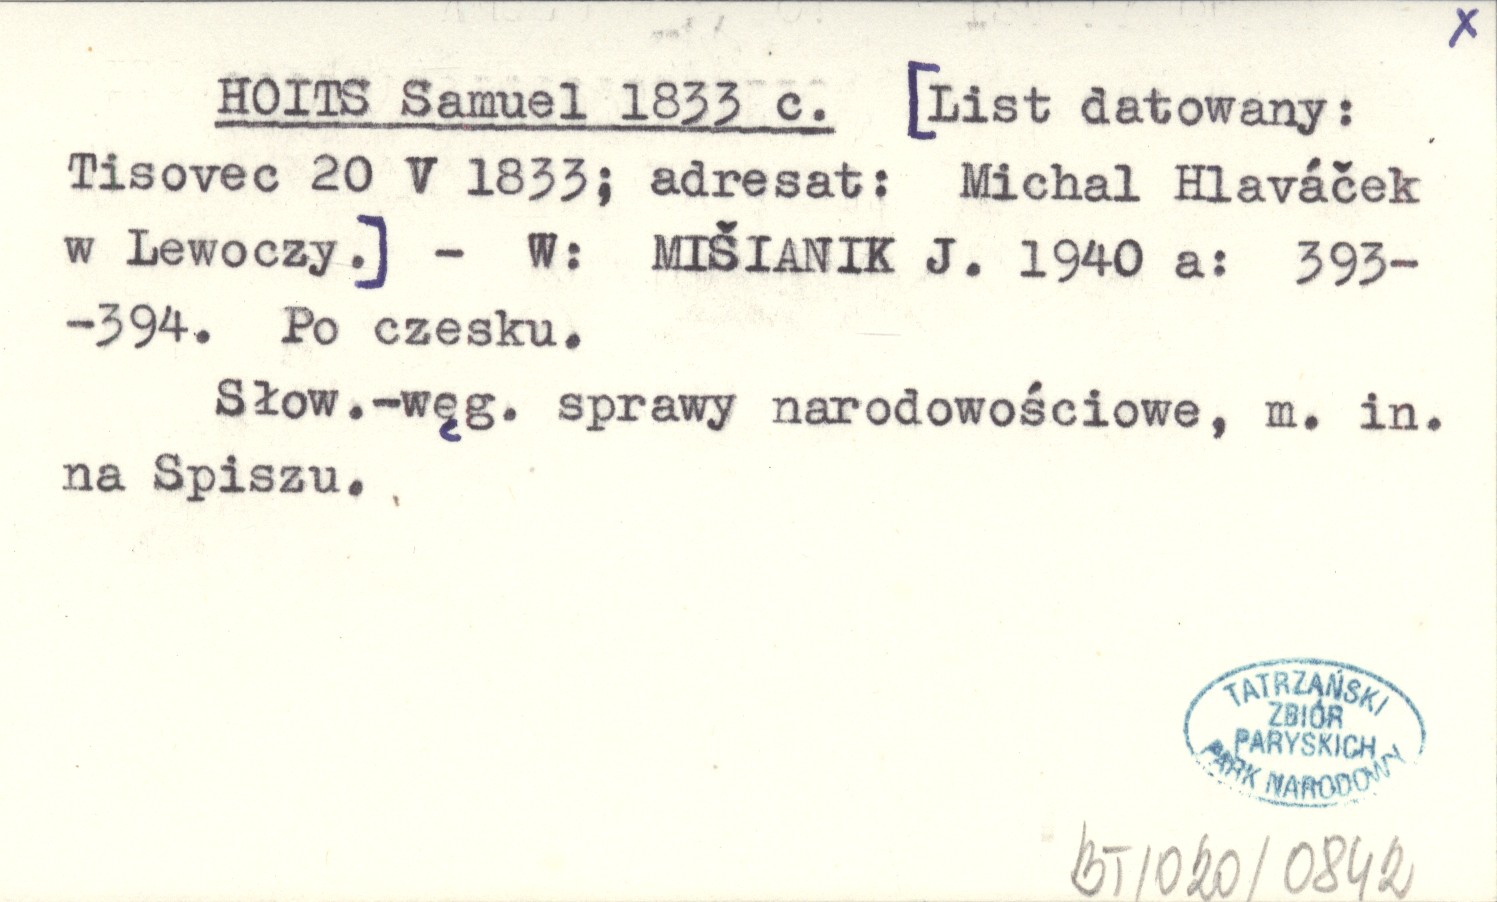 x
HOITS Samuel 1833 c. [List datowany:
Tisovec 20 V 1833; adresat: Michal Hlaváček
w Lewoczy.] - W: MIŠIANIK J. 1940 a: 393-
-394. Po czesku.
Słow.-węg. sprawy narodowościowe, m. in.
na Spiszu.
TATRZAŃSKI
ZBIÓR
PARYSKICH
PARK NARODOWY
BT/020/0842